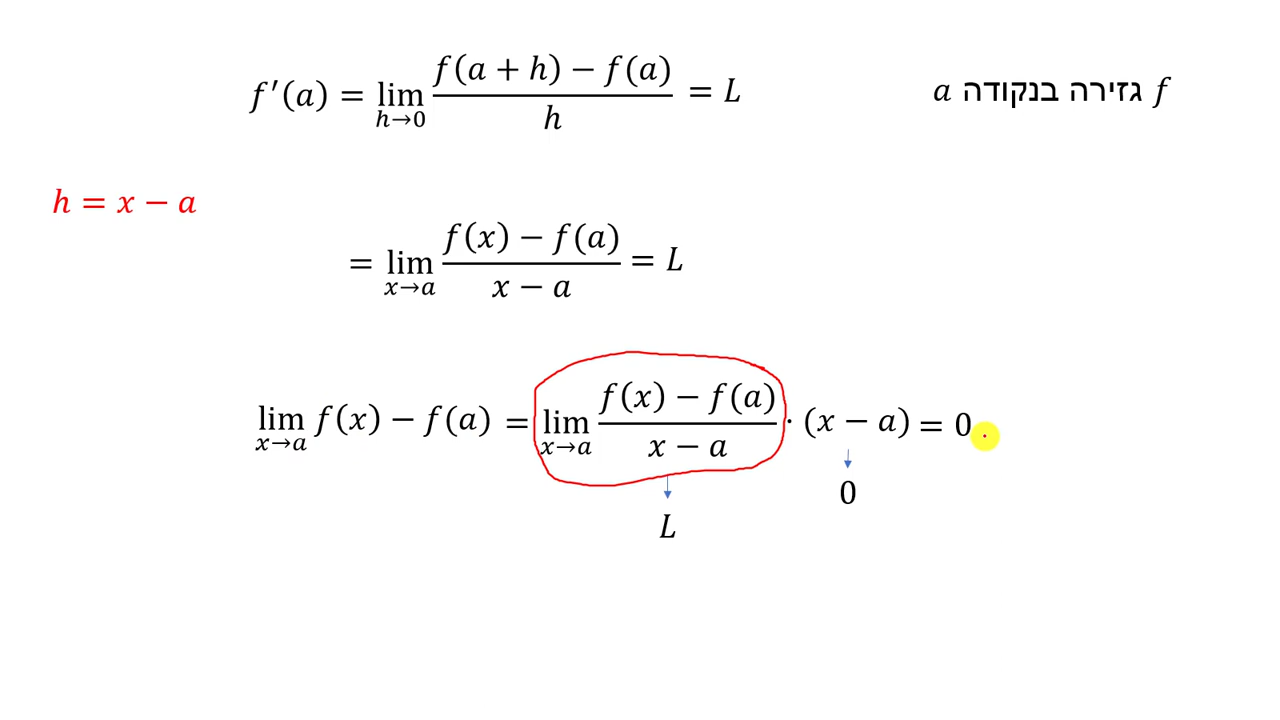 f גזירה בנקודה a
f′(a) = lim_{h→0} (f(a + h) − f(a))/h = L
h = x − a
= lim_{x→a} (f(x) − f(a))/(x − a) = L
lim_{x→a} f(x) − f(a) = lim_{x→a} (f(x) − f(a))/(x − a) · (x − a) = 0
L
0